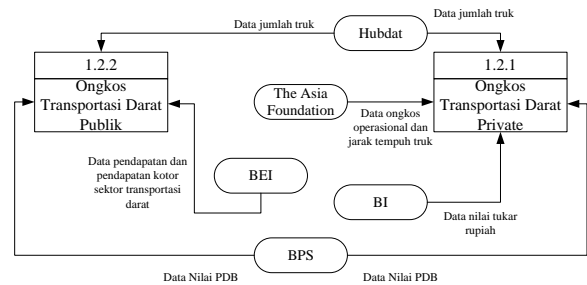 Data jumlah truk
Hubdat
Data jumlah truk
1.2.2
Ongkos
Transportasi Darat
Publik
1.2.1
Ongkos
Transportasi Darat
Private
The Asia
Foundation
Data ongkos
operasional dan
jarak tempuh truk
Data pendapatan dan
pendapatan kotor
sektor transportasi
darat
BEI
BI
Data nilai tukar
rupiah
BPS
Data Nilai PDB
Data Nilai PDB